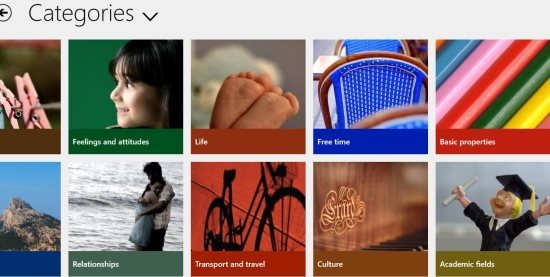 Categories
Feelings and attitudes
Life
Free time
Basic properties
Relationships
Transport and travel
Culture
Academic fields